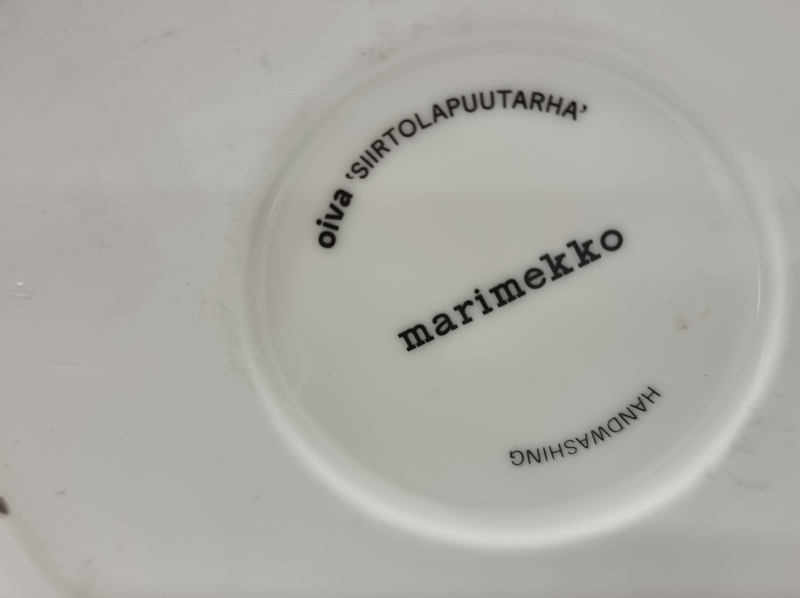 oiva ‘SIIRTOLAPUUTARHA’
marimekko
HANDWASHING